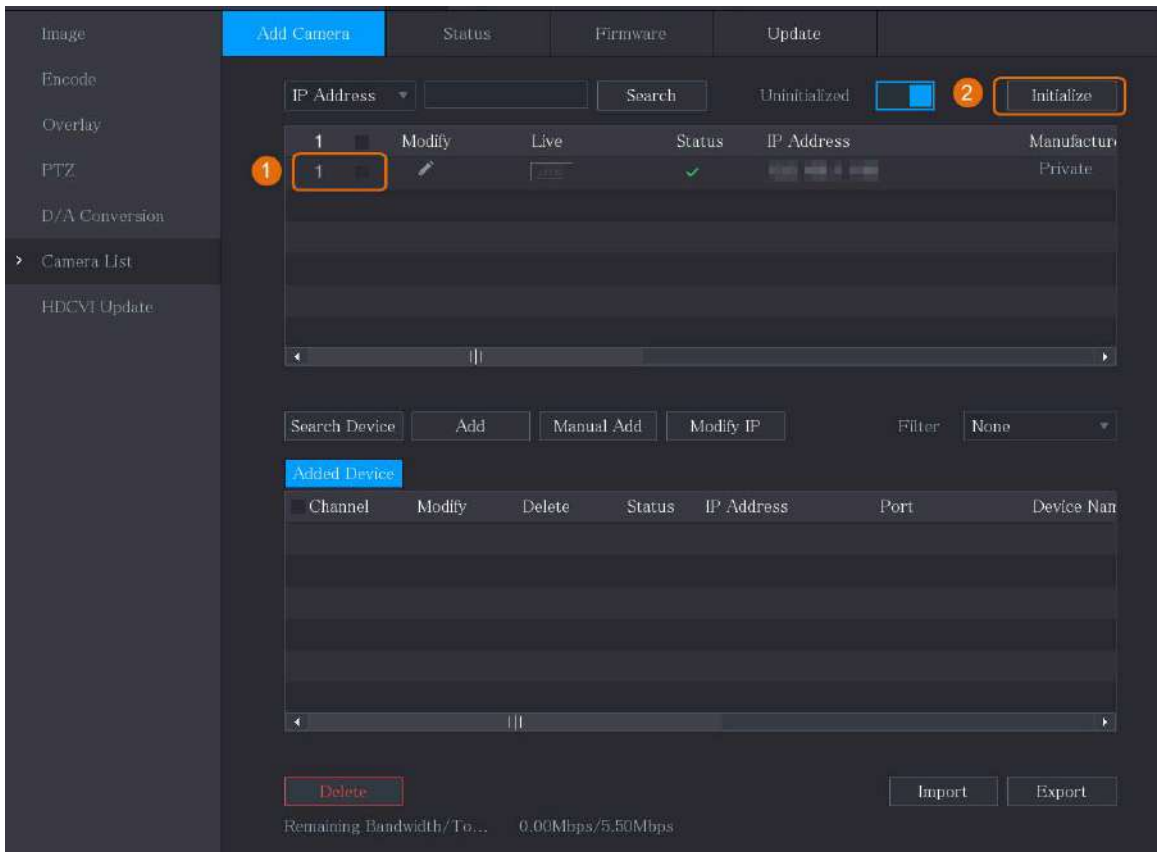 Image
Encode
Overlay
PTZ
D/A Conversion
Camera List
HDCVI Update
Add Camera Status Firmware Update
IP Address Search Uninitialized 2 Initialize
1 Modify Live Status IP Address Manufactur
1 1 Private
Search Device Add Manual Add Modify IP Filter None
Added Device
Channel Modify Delete Status IP Address Port Device Nam
Delete Import Export
Remaining Bandwidth/To... 0.00Mbps/5.50Mbps